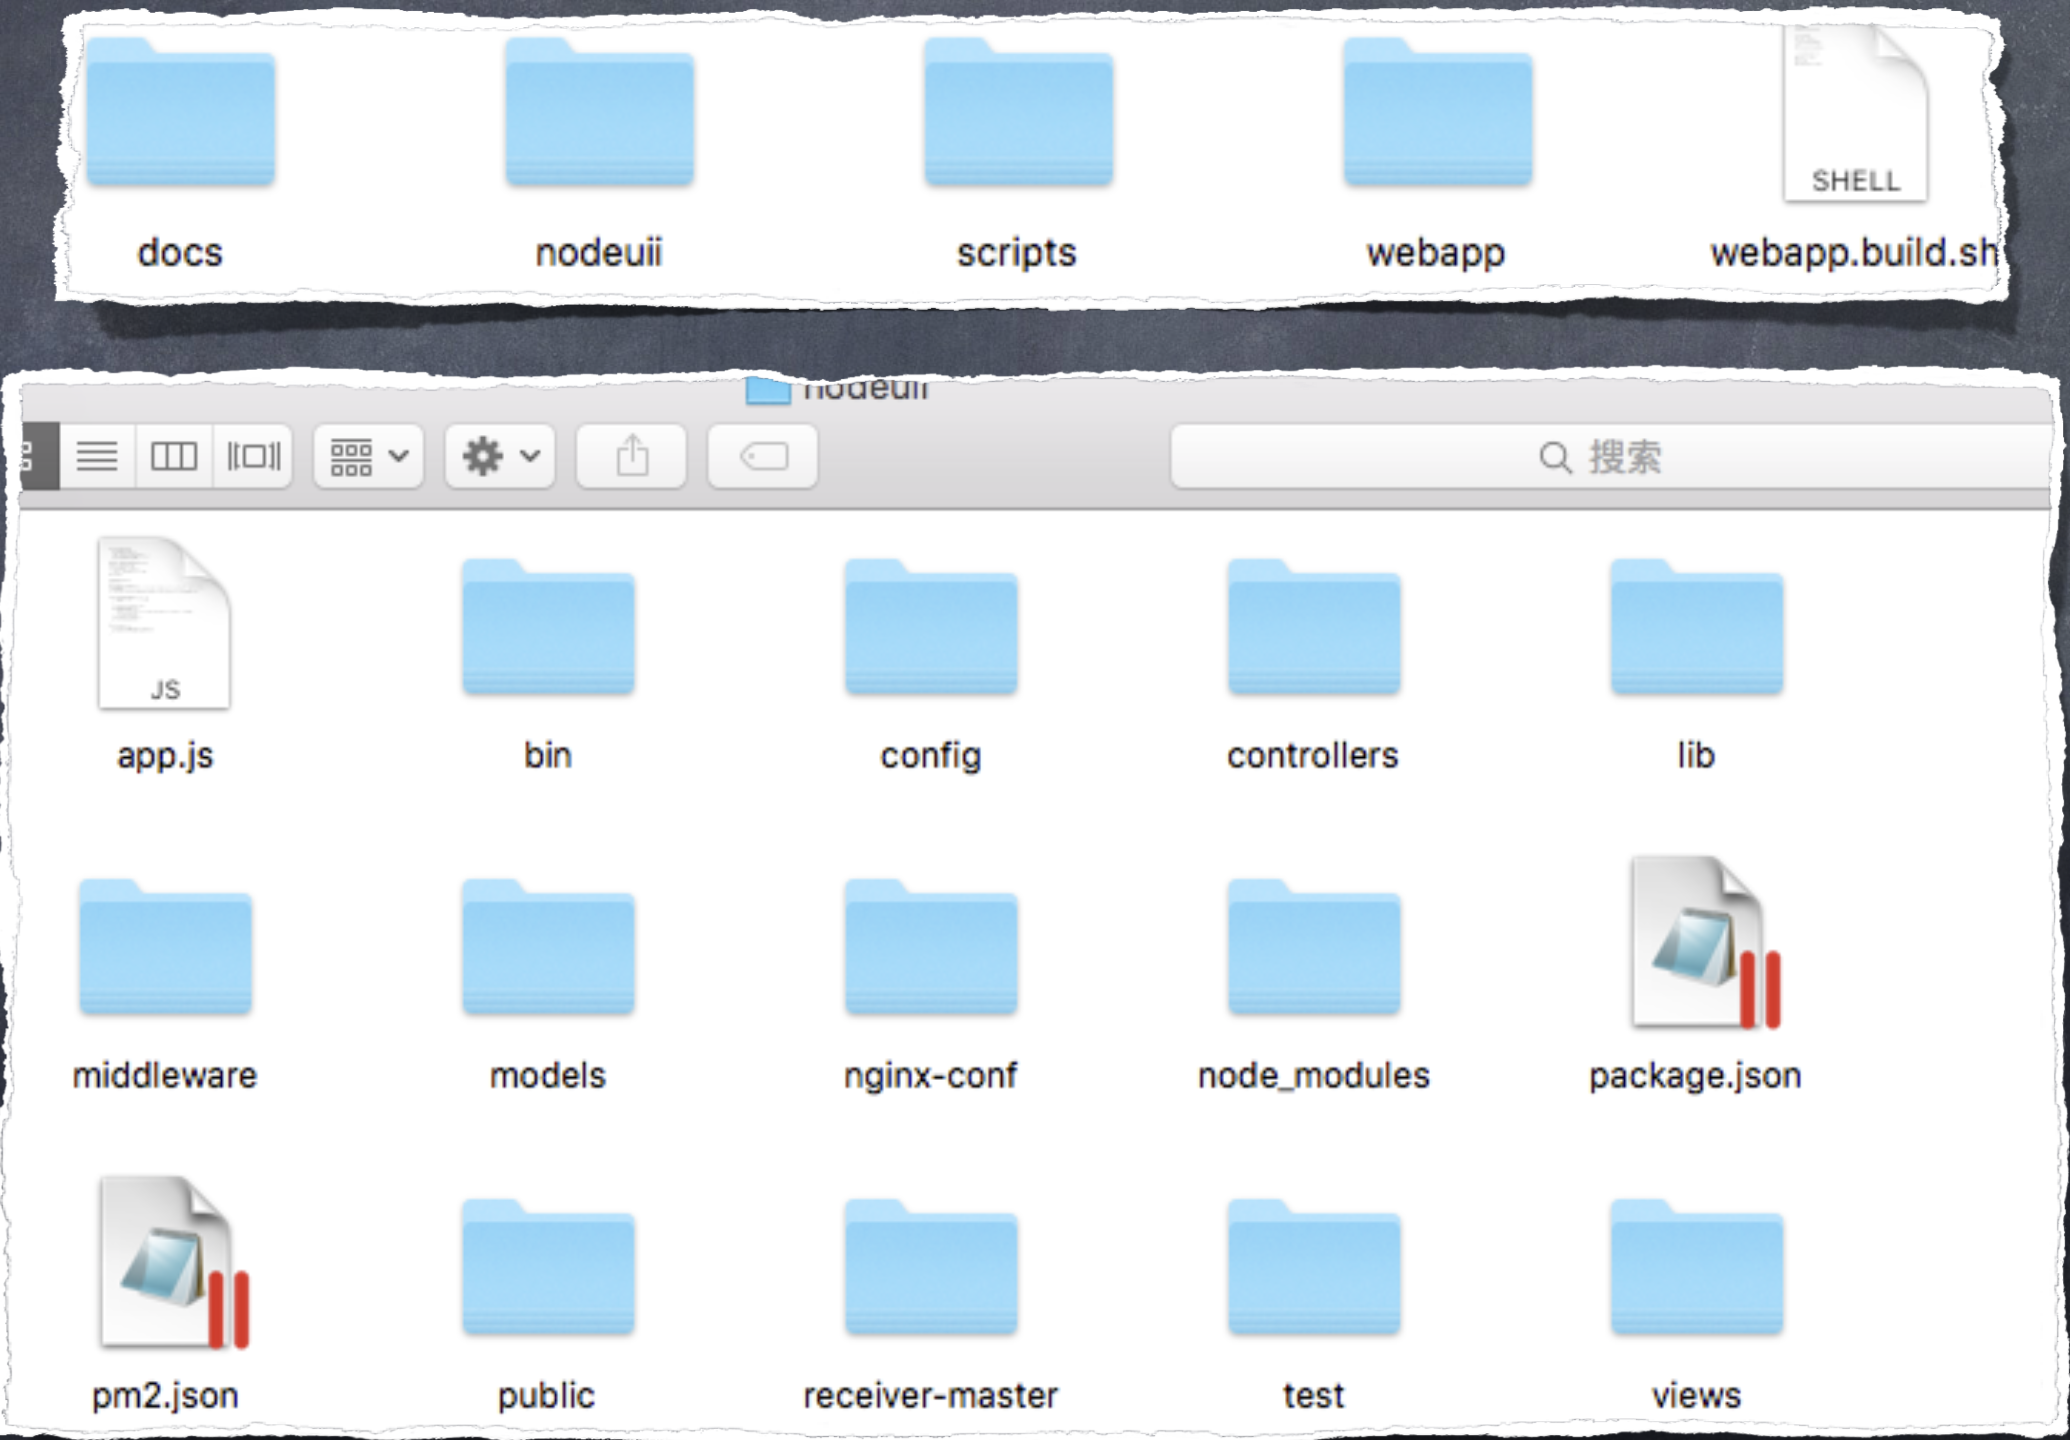 SHELL
docs nodeuii scripts webapp webapp.build.sh
nodeuii
搜索
JS
app.js bin config controllers lib
middleware models nginx-conf node_modules package.json
pm2.json public receiver-master test views